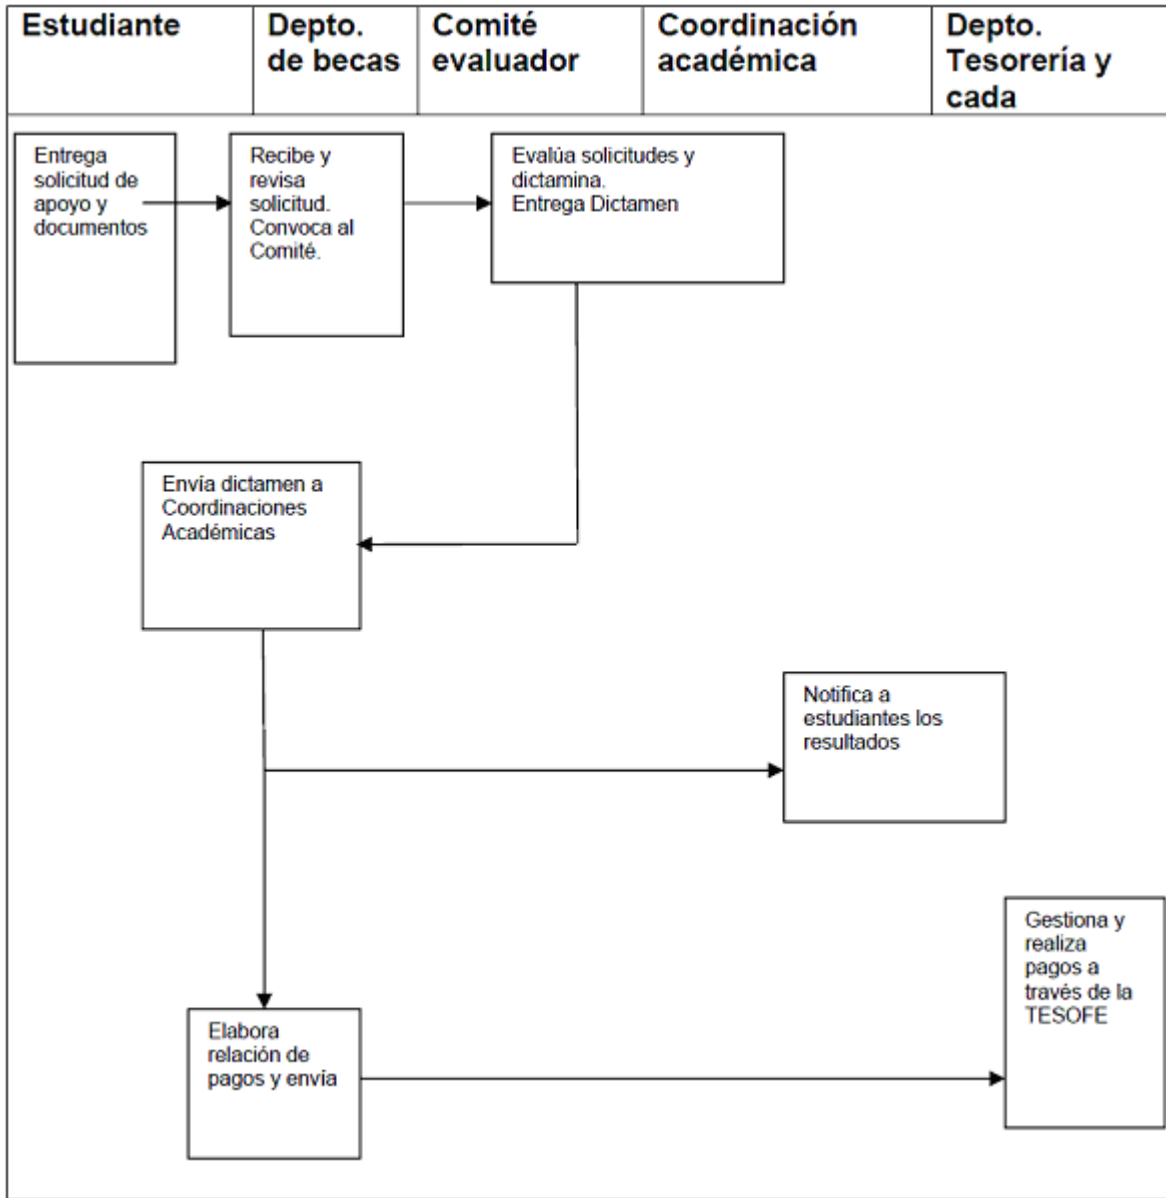 Estudiante
Depto.
de becas
Comité
evaluador
Coordinación
académica
Depto.
Tesorería y
cada
Entrega
solicitud de
apoyo y
documentos
Recibe y
revisa
solicitud.
Convoca al
Comité.
Evalúa solicitudes y
dictamina.
Entrega Dictamen
Envía dictamen a
Coordinaciones
Académicas
Notifica a
estudiantes los
resultados
Gestiona y
realiza
pagos a
través de la
TESOFE
Elabora
relación de
pagos y envía